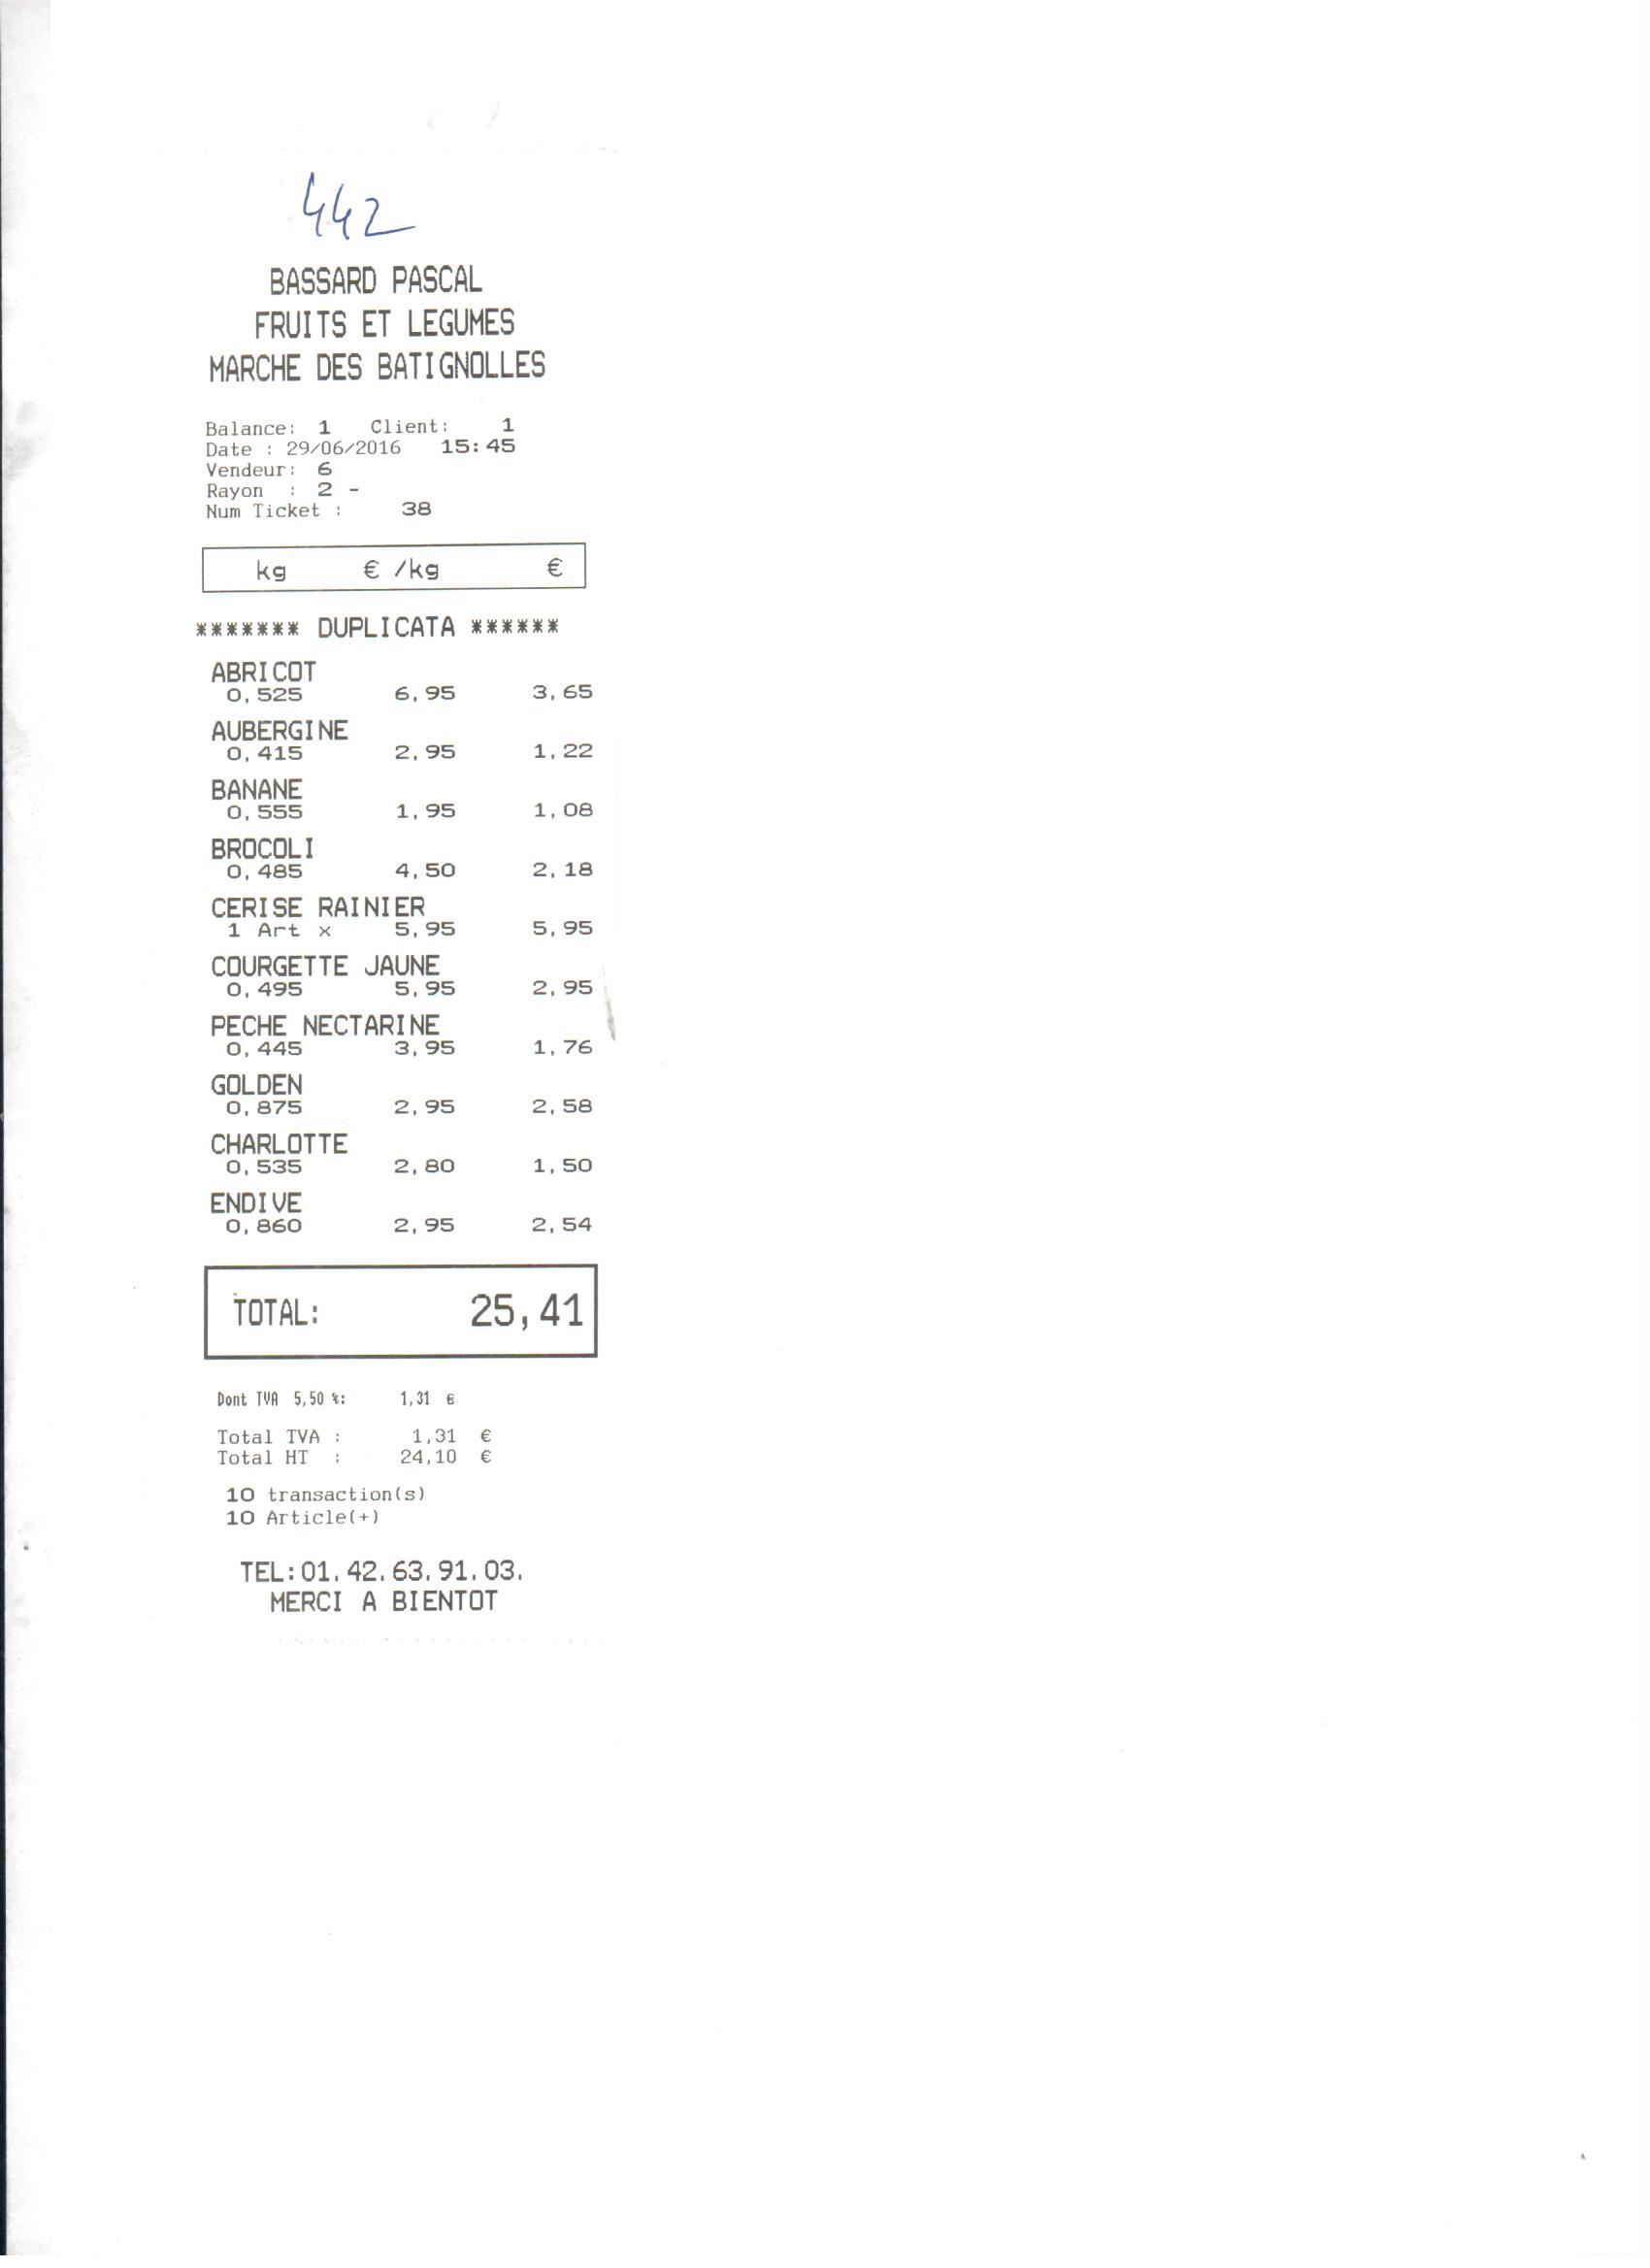 442
BASSARD PASCAL
FRUITS ET LEGUMES
MARCHE DES BATIGNOLLES
Balance: 1 Client: 1
Date : 29/06/2016 15:45
Vendeur: 6
Rayon : 2 -
Num Ticket : 38
kg € /kg €
******* DUPLICATA ******
ABRICOT
0,525 6,95 3,65
AUBERGINE
0,415 2,95 1,22
BANANE
0,555 1,95 1,08
BROCOLI
0,485 4,50 2,18
CERISE RAINIER
1 Art x 5,95 5,95
COURGETTE JAUNE
0,495 5,95 2,95
PECHE NECTARINE
0,445 3,95 1,76
GOLDEN
0,875 2,95 2,58
CHARLOTTE
0,535 2,80 1,50
ENDIVE
0,860 2,95 2,54
TOTAL: 25,41
Dont TVA 5,50 %: 1,31 €
Total TVA : 1,31 €
Total HT : 24,10 €
10 transaction(s)
10 Article(+)
TEL:01.42.63.91.03.
MERCI A BIENTOT